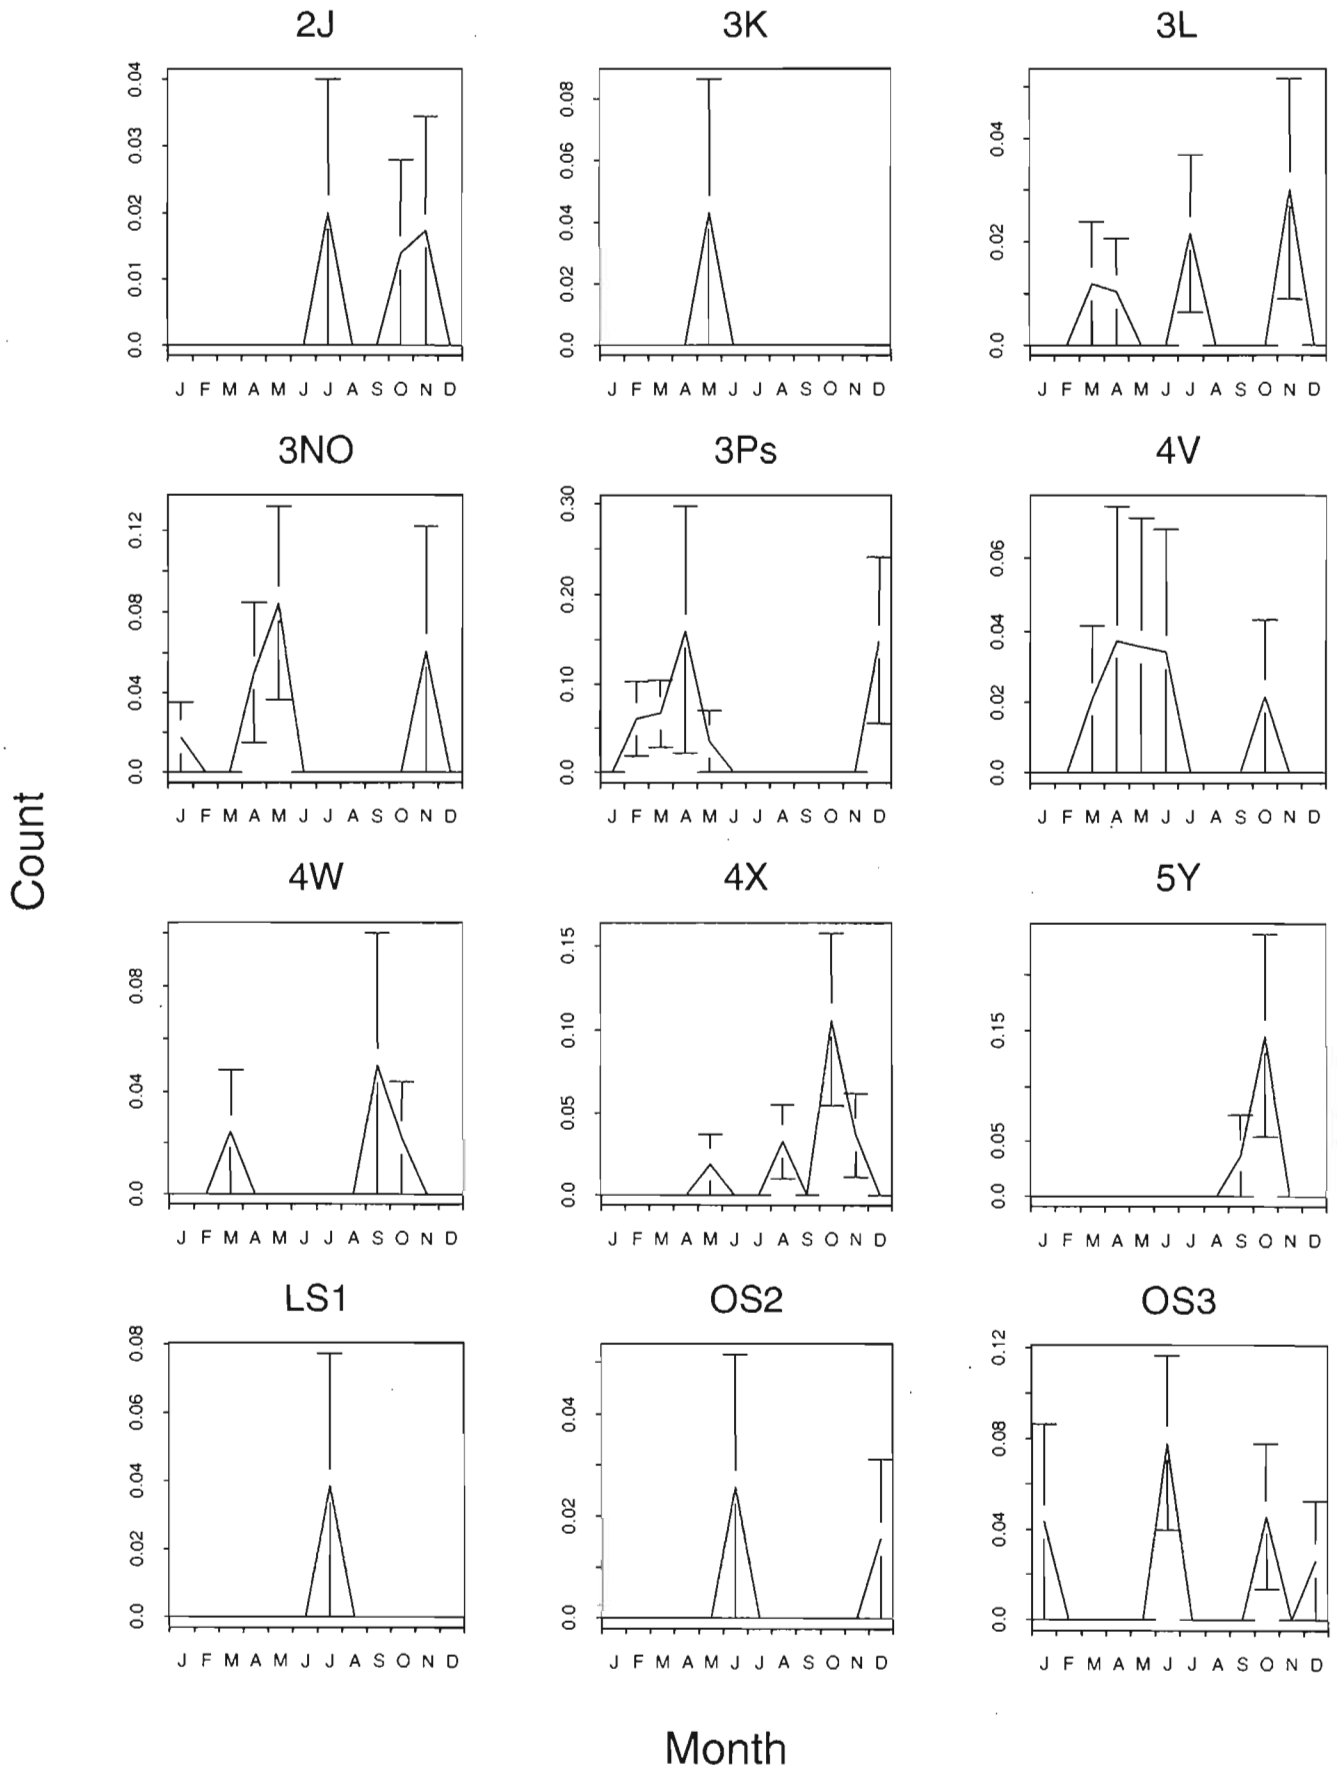 2J
0.0 0.01 0.02 0.03 0.04
J F M A M J J A S O N D
3K
0.0 0.02 0.04 0.06 0.08
J F M A M J J A S O N D
3L
0.0 0.02 0.04
J F M A M J J A S O N D
3NO
0.0 0.04 0.08 0.12
J F M A M J J A S O N D
3Ps
0.0 0.10 0.20 0.30
J F M A M J J A S O N D
4V
0.0 0.02 0.04 0.06
J F M A M J J A S O N D
Count
4W
0.0 0.04 0.08
J F M A M J J A S O N D
4X
0.0 0.05 0.10 0.15
J F M A M J J A S O N D
5Y
0.0 0.05 0.15
J F M A M J J A S O N D
LS1
0.0 0.02 0.04 0.06 0.08
J F M A M J J A S O N D
OS2
0.0 0.02 0.04
J F M A M J J A S O N D
OS3
0.0 0.04 0.08 0.12
J F M A M J J A S O N D
Month